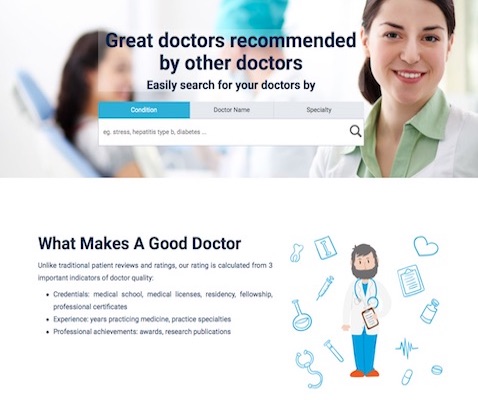 Great doctors recommended
by other doctors
Easily search for your doctors by
Condition
Doctor Name
Specialty
eg. stress, hepatitis type b, diabetes ...
What Makes A Good Doctor
Unlike traditional patient reviews and ratings, our rating is calculated from 3
important indicators of doctor quality:
• Credentials: medical school, medical licenses, residency, fellowship,
professional certificates
• Experience: years practicing medicine, practice specialties
• Professional achievements: awards, research publications